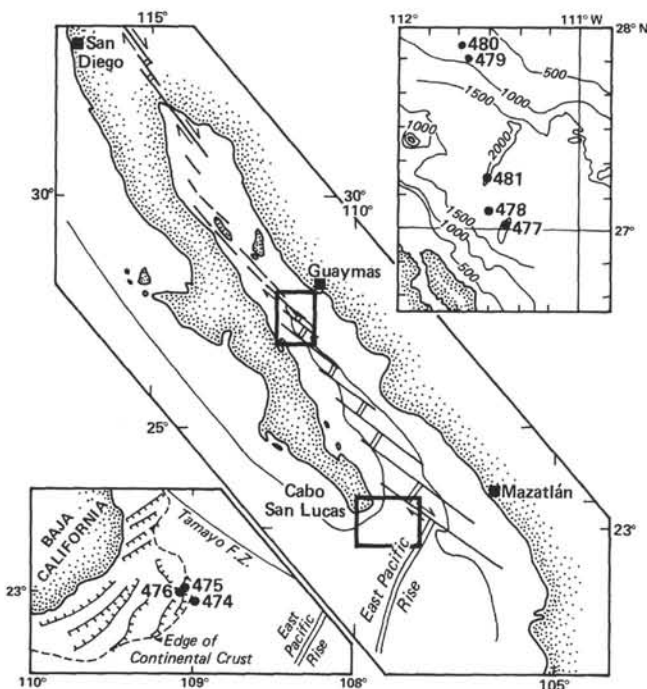 115°
San
Diego
30°
30°
110°
Guaymas
25°
Cabo
San Lucas
Mazatlán
23°
East Pacific
Rise
108°
105°
112°
111° W
28° N
480
479
500
1000
1500
1000
2000
481
478
477
1500
1000
500
27°
BAJA
CALIFORNIA
Tamayo F. Z.
23°
476
475
474
Edge of
Continental Crust
East
Pacific
Rise
110°
109°